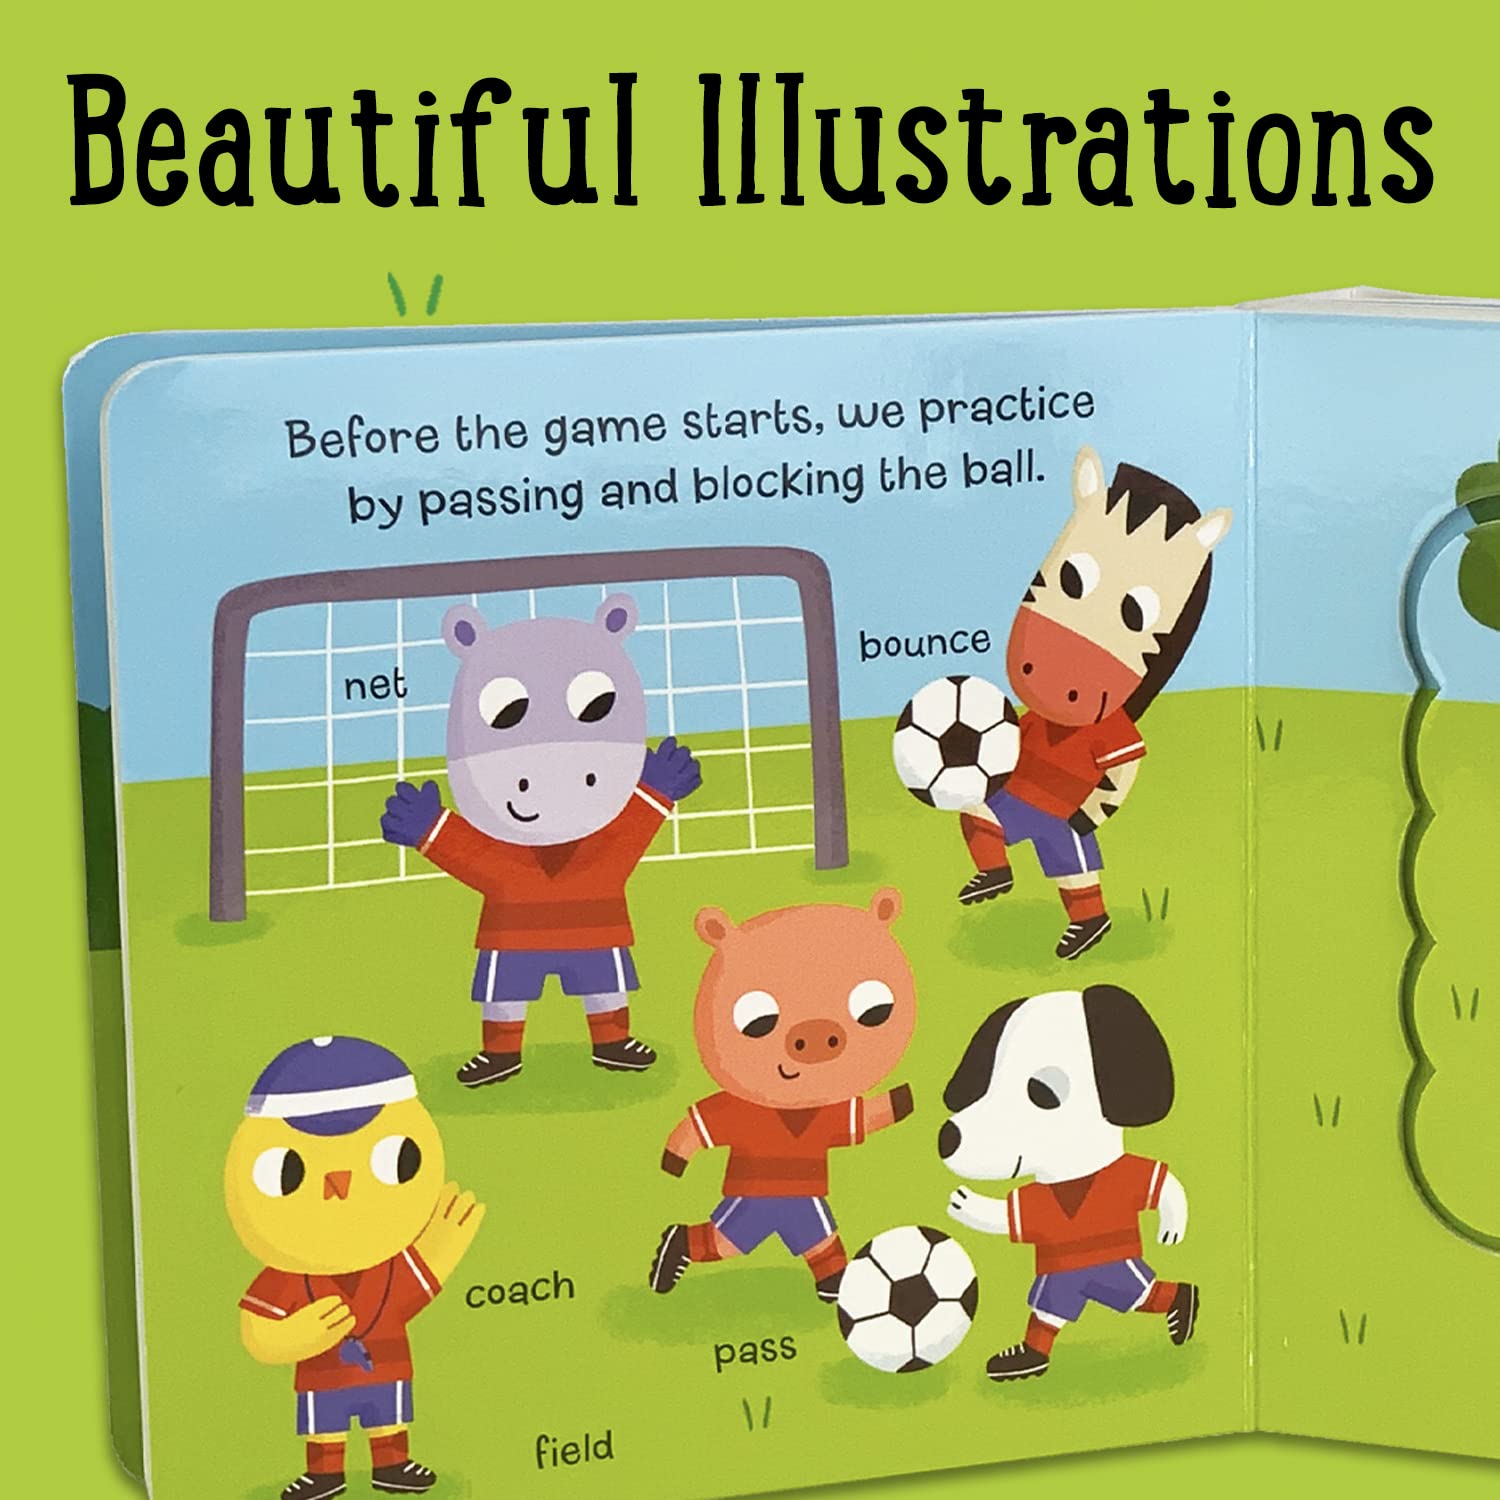 Beautiful Illustrations
Before the game starts, we practice
by passing and blocking the ball.
net
bounce
coach
pass
field